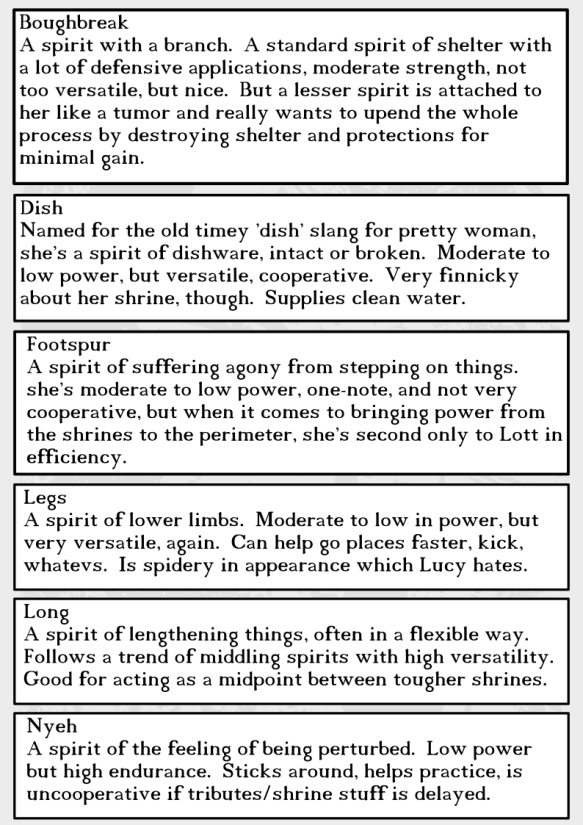 Boughbreak
A spirit with a branch. A standard spirit of shelter with
a lot of defensive applications, moderate strength, not
too versatile, but nice. But a lesser spirit is attached to
her like a tumor and really wants to upend the whole
process by destroying shelter and protections for
minimal gain.
Dish
Named for the old timey 'dish' slang for pretty woman,
she's a spirit of dishware, intact or broken. Moderate to
low power, but versatile, cooperative. Very finnicky
about her shrine, though. Supplies clean water.
Footspur
A spirit of suffering agony from stepping on things.
she's moderate to low power, one-note, and not very
cooperative, but when it comes to bringing power from
the shrines to the perimeter, she's second only to Lott in
efficiency.
Legs
A spirit of lower limbs. Moderate to low in power, but
very versatile, again. Can help go places faster, kick,
whatevs. Is spidery in appearance which Lucy hates.
Long
A spirit of lengthening things, often in a flexible way.
Follows a trend of middling spirits with high versatility.
Good for acting as a midpoint between tougher shrines.
Nyeh
A spirit of the feeling of being perturbed. Low power
but high endurance. Sticks around, helps practice, is
uncooperative if tributes/shrine stuff is delayed.